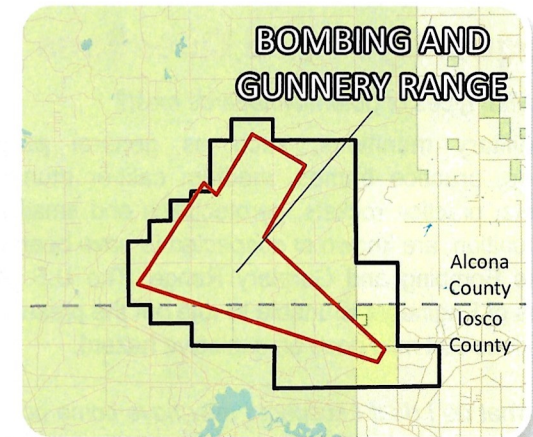 BOMBING AND
GUNNERY RANGE
Alcona
County
Iosco
County